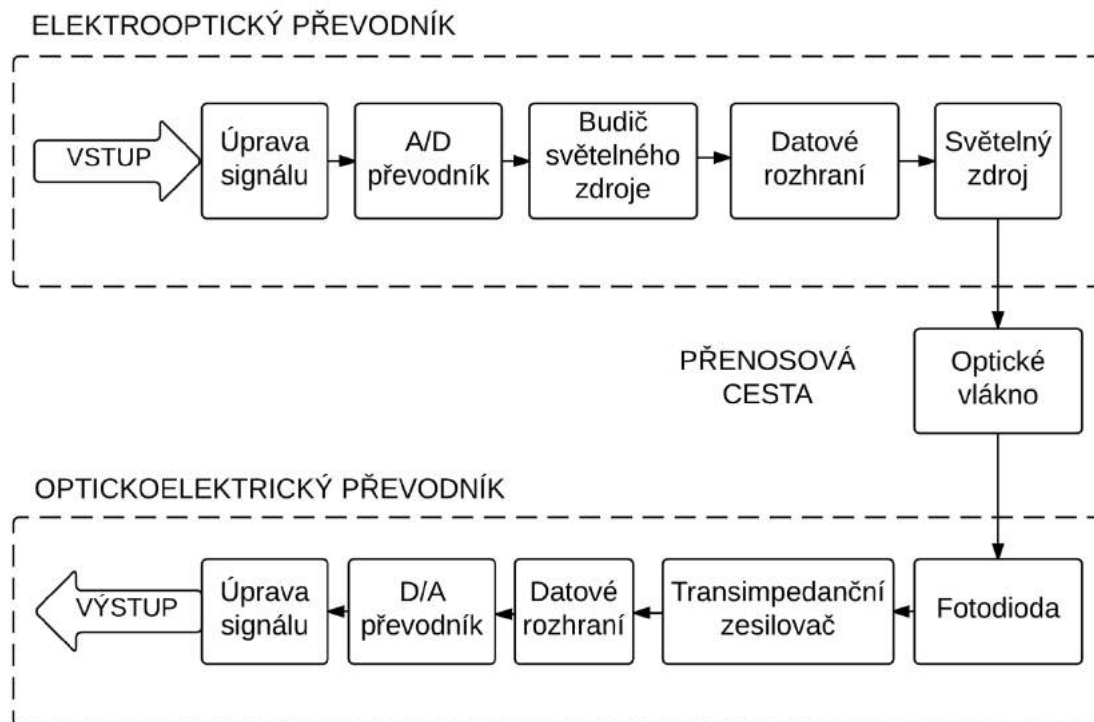 ELEKTROOPTICKÝ PŘEVODNÍK
VSTUP
Úprava
signálu
A/D
převodník
Budič
světelného
zdroje
Datové
rozhraní
Světelný
zdroj
PŘENOSOVÁ
CESTA
Optické
vlákno
OPTICKOELEKTRICKÝ PŘEVODNÍK
VÝSTUP
Úprava
signálu
D/A
převodník
Datové
rozhraní
Transimpedanční
zesilovač
Fotodioda